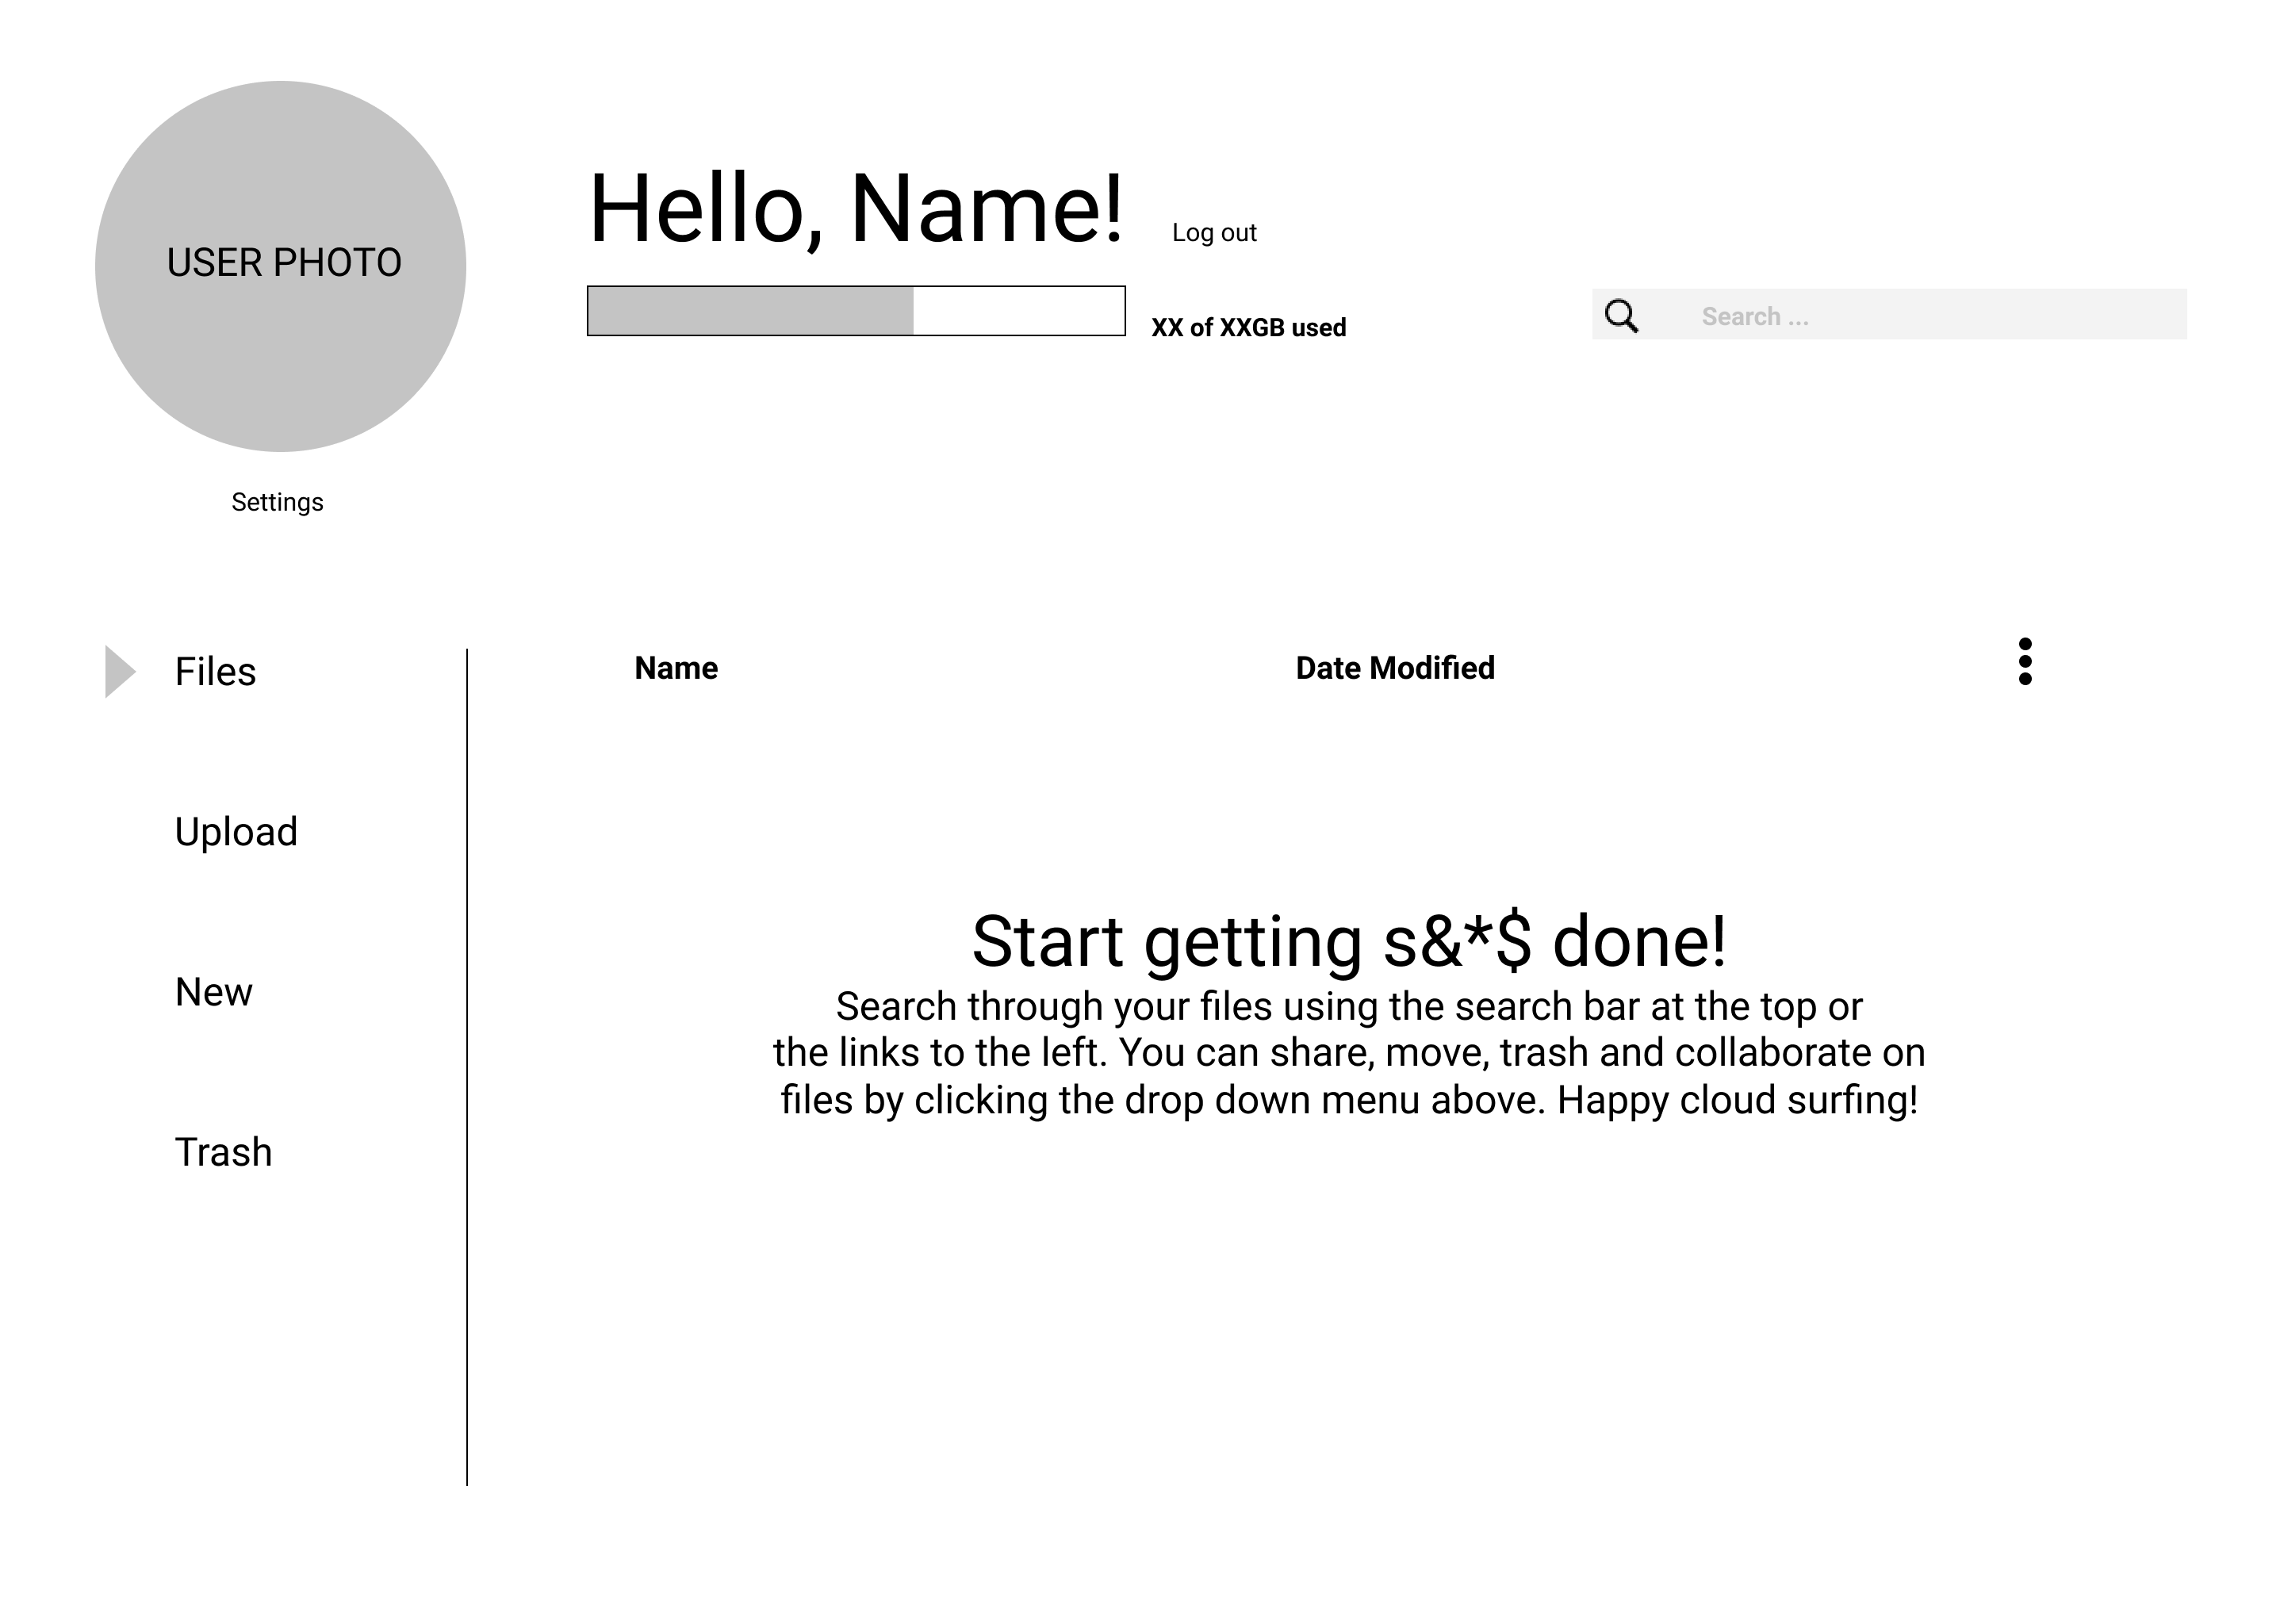 USER PHOTO
Hello, Name!
Log out
XX of XXGB used
Search ...
Settings
Files
Name
Date Modified
Upload
New
Trash
Start getting s&*$ done!
Search through your files using the search bar at the top or
the links to the left. You can share, move, trash and collaborate on
files by clicking the drop down menu above. Happy cloud surfing!